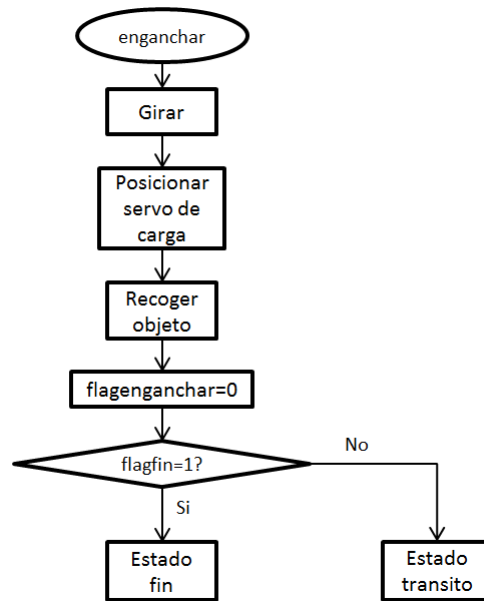 enganchar
Girar
Posicionar
servo de
carga
Recoger
objeto
flagenganchar=0
flagfin=1?
No
Si
Estado
fin
Estado
transito